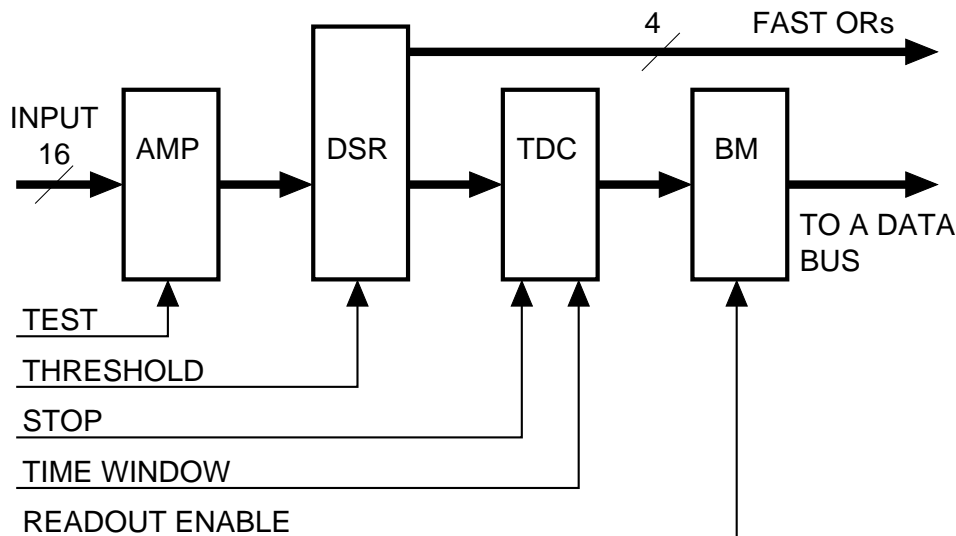 4
FAST ORs
INPUT
16
AMP
DSR
TDC
BM
TO A DATA
BUS
TEST
THRESHOLD
STOP
TIME WINDOW
READOUT ENABLE